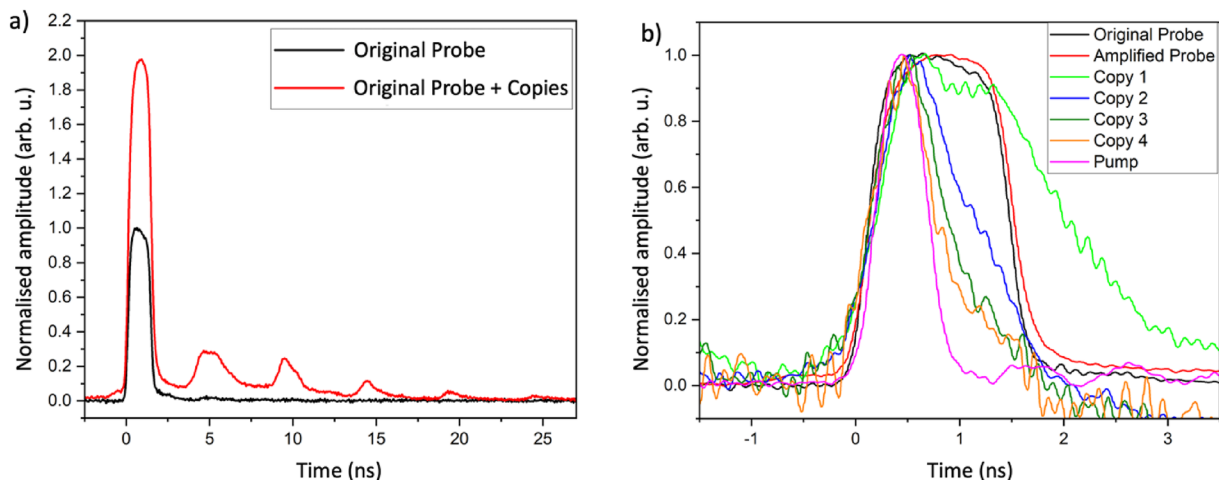 a)
Normalised amplitude (arb. u.)
2.2
2.0
1.8
1.6
1.4
1.2
1.0
0.8
0.6
0.4
0.2
0.0
Original Probe
Original Probe + Copies
0
5
10
15
20
25
Time (ns)
b)
Normalised amplitude (arb. u.)
1.0
0.8
0.6
0.4
0.2
0.0
Original Probe
Amplified Probe
Copy 1
Copy 2
Copy 3
Copy 4
Pump
-1
0
1
2
3
Time (ns)